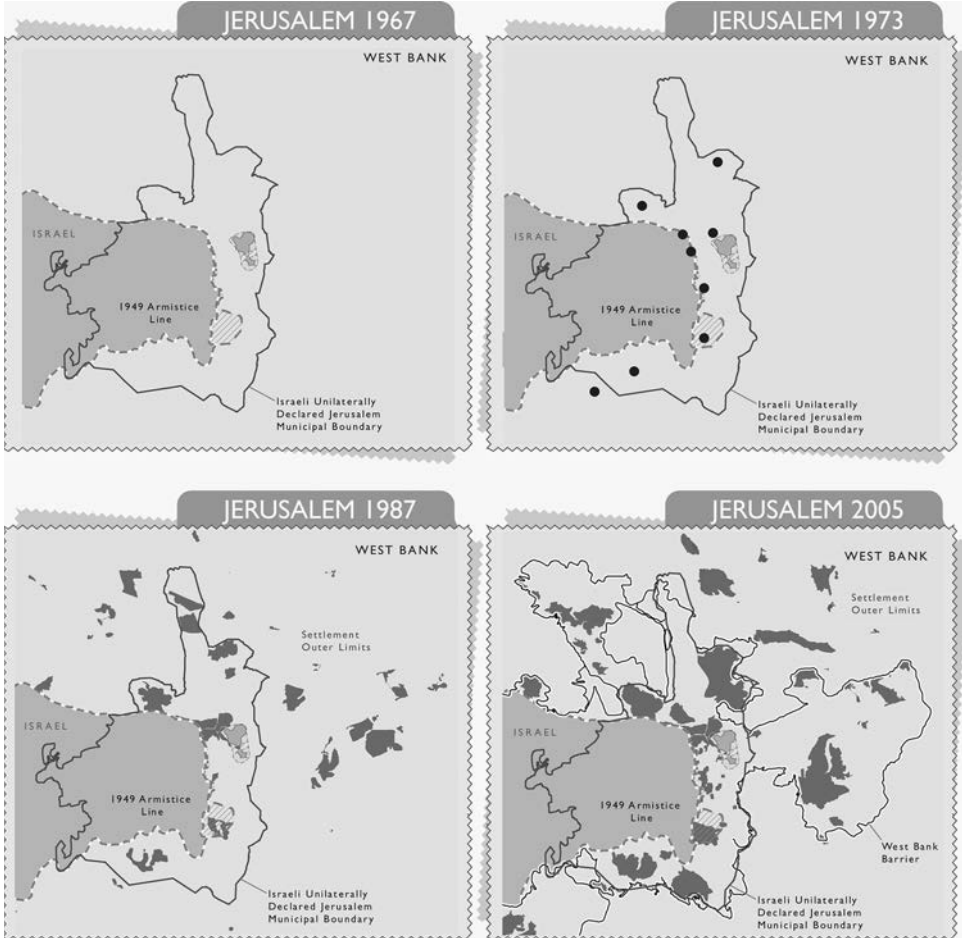 JERUSALEM 1967
WEST BANK
ISRAEL
1949 Armistice
Line
Israeli Unilaterally
Declared Jerusalem
Municipal Boundary
JERUSALEM 1973
WEST BANK
ISRAEL
1949 Armistice
Line
Israeli Unilaterally
Declared Jerusalem
Municipal Boundary
JERUSALEM 1987
WEST BANK
Settlement
Outer Limits
ISRAEL
1949 Armistice
Line
Israeli Unilaterally
Declared Jerusalem
Municipal Boundary
JERUSALEM 2005
WEST BANK
Settlement
Outer Limits
ISRAEL
1949 Armistice
Line
West Bank
Barrier
Israeli Unilaterally
Declared Jerusalem
Municipal Boundary